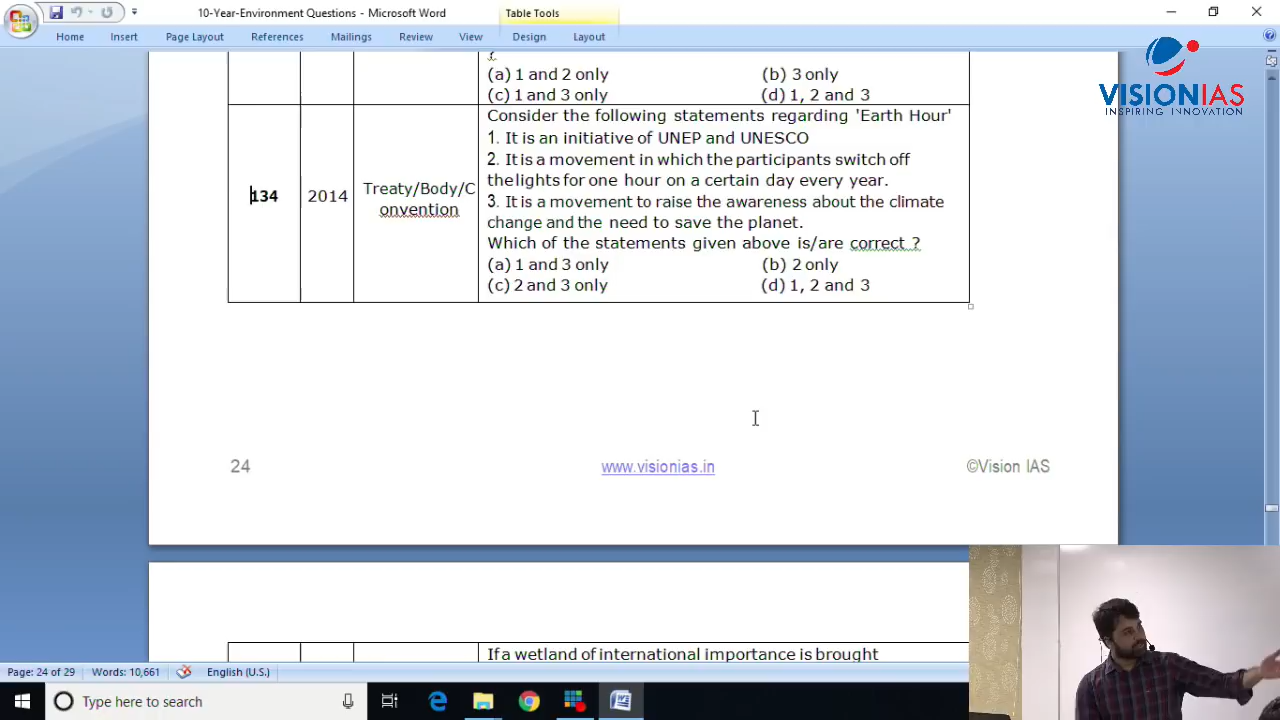 10-Year-Environment Questions - Microsoft Word
Table Tools
Home
Insert
Page Layout
References
Mailings
Review
View
Design
Layout
VISIONIAS
INSPIRING INNOVATION
?
(a) 1 and 2 only (b) 3 only
(c) 1 and 3 only (d) 1, 2 and 3
134
2014
Treaty/Body/C
onvention
Consider the following statements regarding 'Earth Hour'
1. It is an initiative of UNEP and UNESCO
2. It is a movement in which the participants switch off
the lights for one hour on a certain day every year.
3. It is a movement to raise the awareness about the climate
change and the need to save the planet.
Which of the statements given above is/are correct ?
(a) 1 and 3 only (b) 2 only
(c) 2 and 3 only (d) 1, 2 and 3
24 www.visionias.in ©Vision IAS
If a wetland of international importance is brought
Page: 24 of 29 Words: 10,661 English (U.S.)
Type here to search